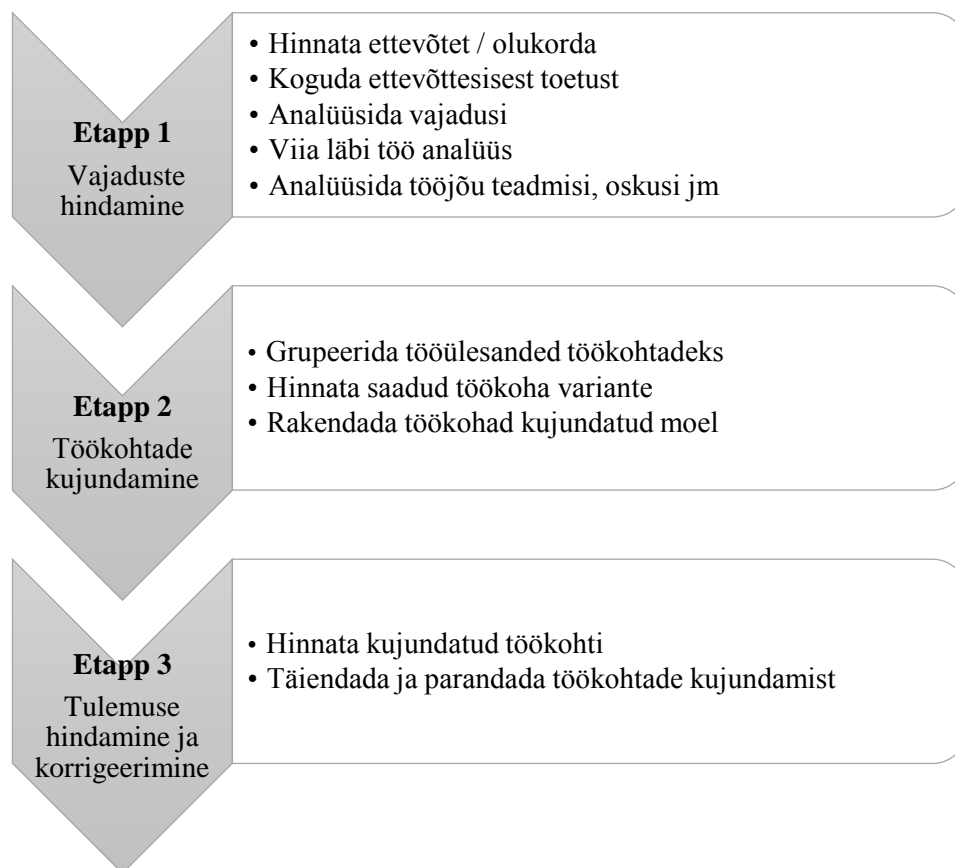 Etapp 1
Vajaduste
hindamine
• Hinnata ettevõtet / olukorda
• Koguda ettevõttesisest toetust
• Analüüsida vajadusi
• Viia läbi töö analüüs
• Analüüsida tööjõu teadmisi, oskusi jm
Etapp 2
Töökohtade
kujundamine
• Grupeerida tööülesanded töökohtadeks
• Hinnata saadud töökoha variante
• Rakendada töökohad kujundatud moel
Etapp 3
Tulemuse
hindamine ja
korrigeerimine
• Hinnata kujundatud töökohti
• Täiendada ja parandada töökohtade kujundamist